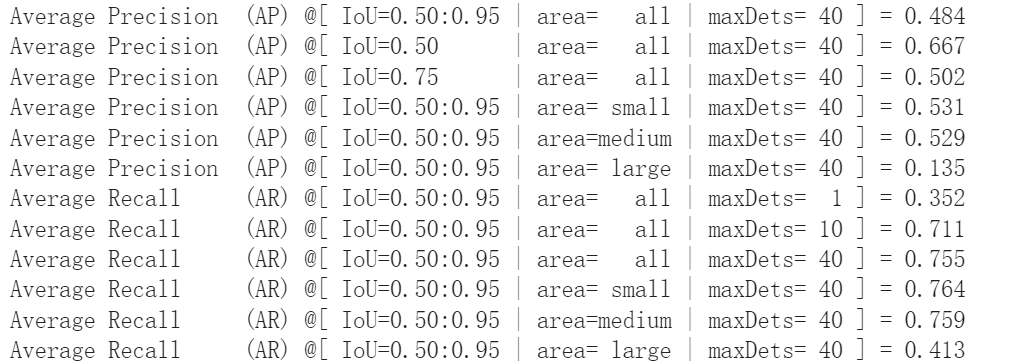 Average Precision  (AP) @[ IoU=0.50:0.95 | area=   all | maxDets= 40 ] = 0.484
Average Precision  (AP) @[ IoU=0.50      | area=   all | maxDets= 40 ] = 0.667
Average Precision  (AP) @[ IoU=0.75      | area=   all | maxDets= 40 ] = 0.502
Average Precision  (AP) @[ IoU=0.50:0.95 | area= small | maxDets= 40 ] = 0.531
Average Precision  (AP) @[ IoU=0.50:0.95 | area=medium | maxDets= 40 ] = 0.529
Average Precision  (AP) @[ IoU=0.50:0.95 | area= large | maxDets= 40 ] = 0.135
Average Recall     (AR) @[ IoU=0.50:0.95 | area=   all | maxDets=  1 ] = 0.352
Average Recall     (AR) @[ IoU=0.50:0.95 | area=   all | maxDets= 10 ] = 0.711
Average Recall     (AR) @[ IoU=0.50:0.95 | area=   all | maxDets= 40 ] = 0.755
Average Recall     (AR) @[ IoU=0.50:0.95 | area= small | maxDets= 40 ] = 0.764
Average Recall     (AR) @[ IoU=0.50:0.95 | area=medium | maxDets= 40 ] = 0.759
Average Recall     (AR) @[ IoU=0.50:0.95 | area= large | maxDets= 40 ] = 0.413